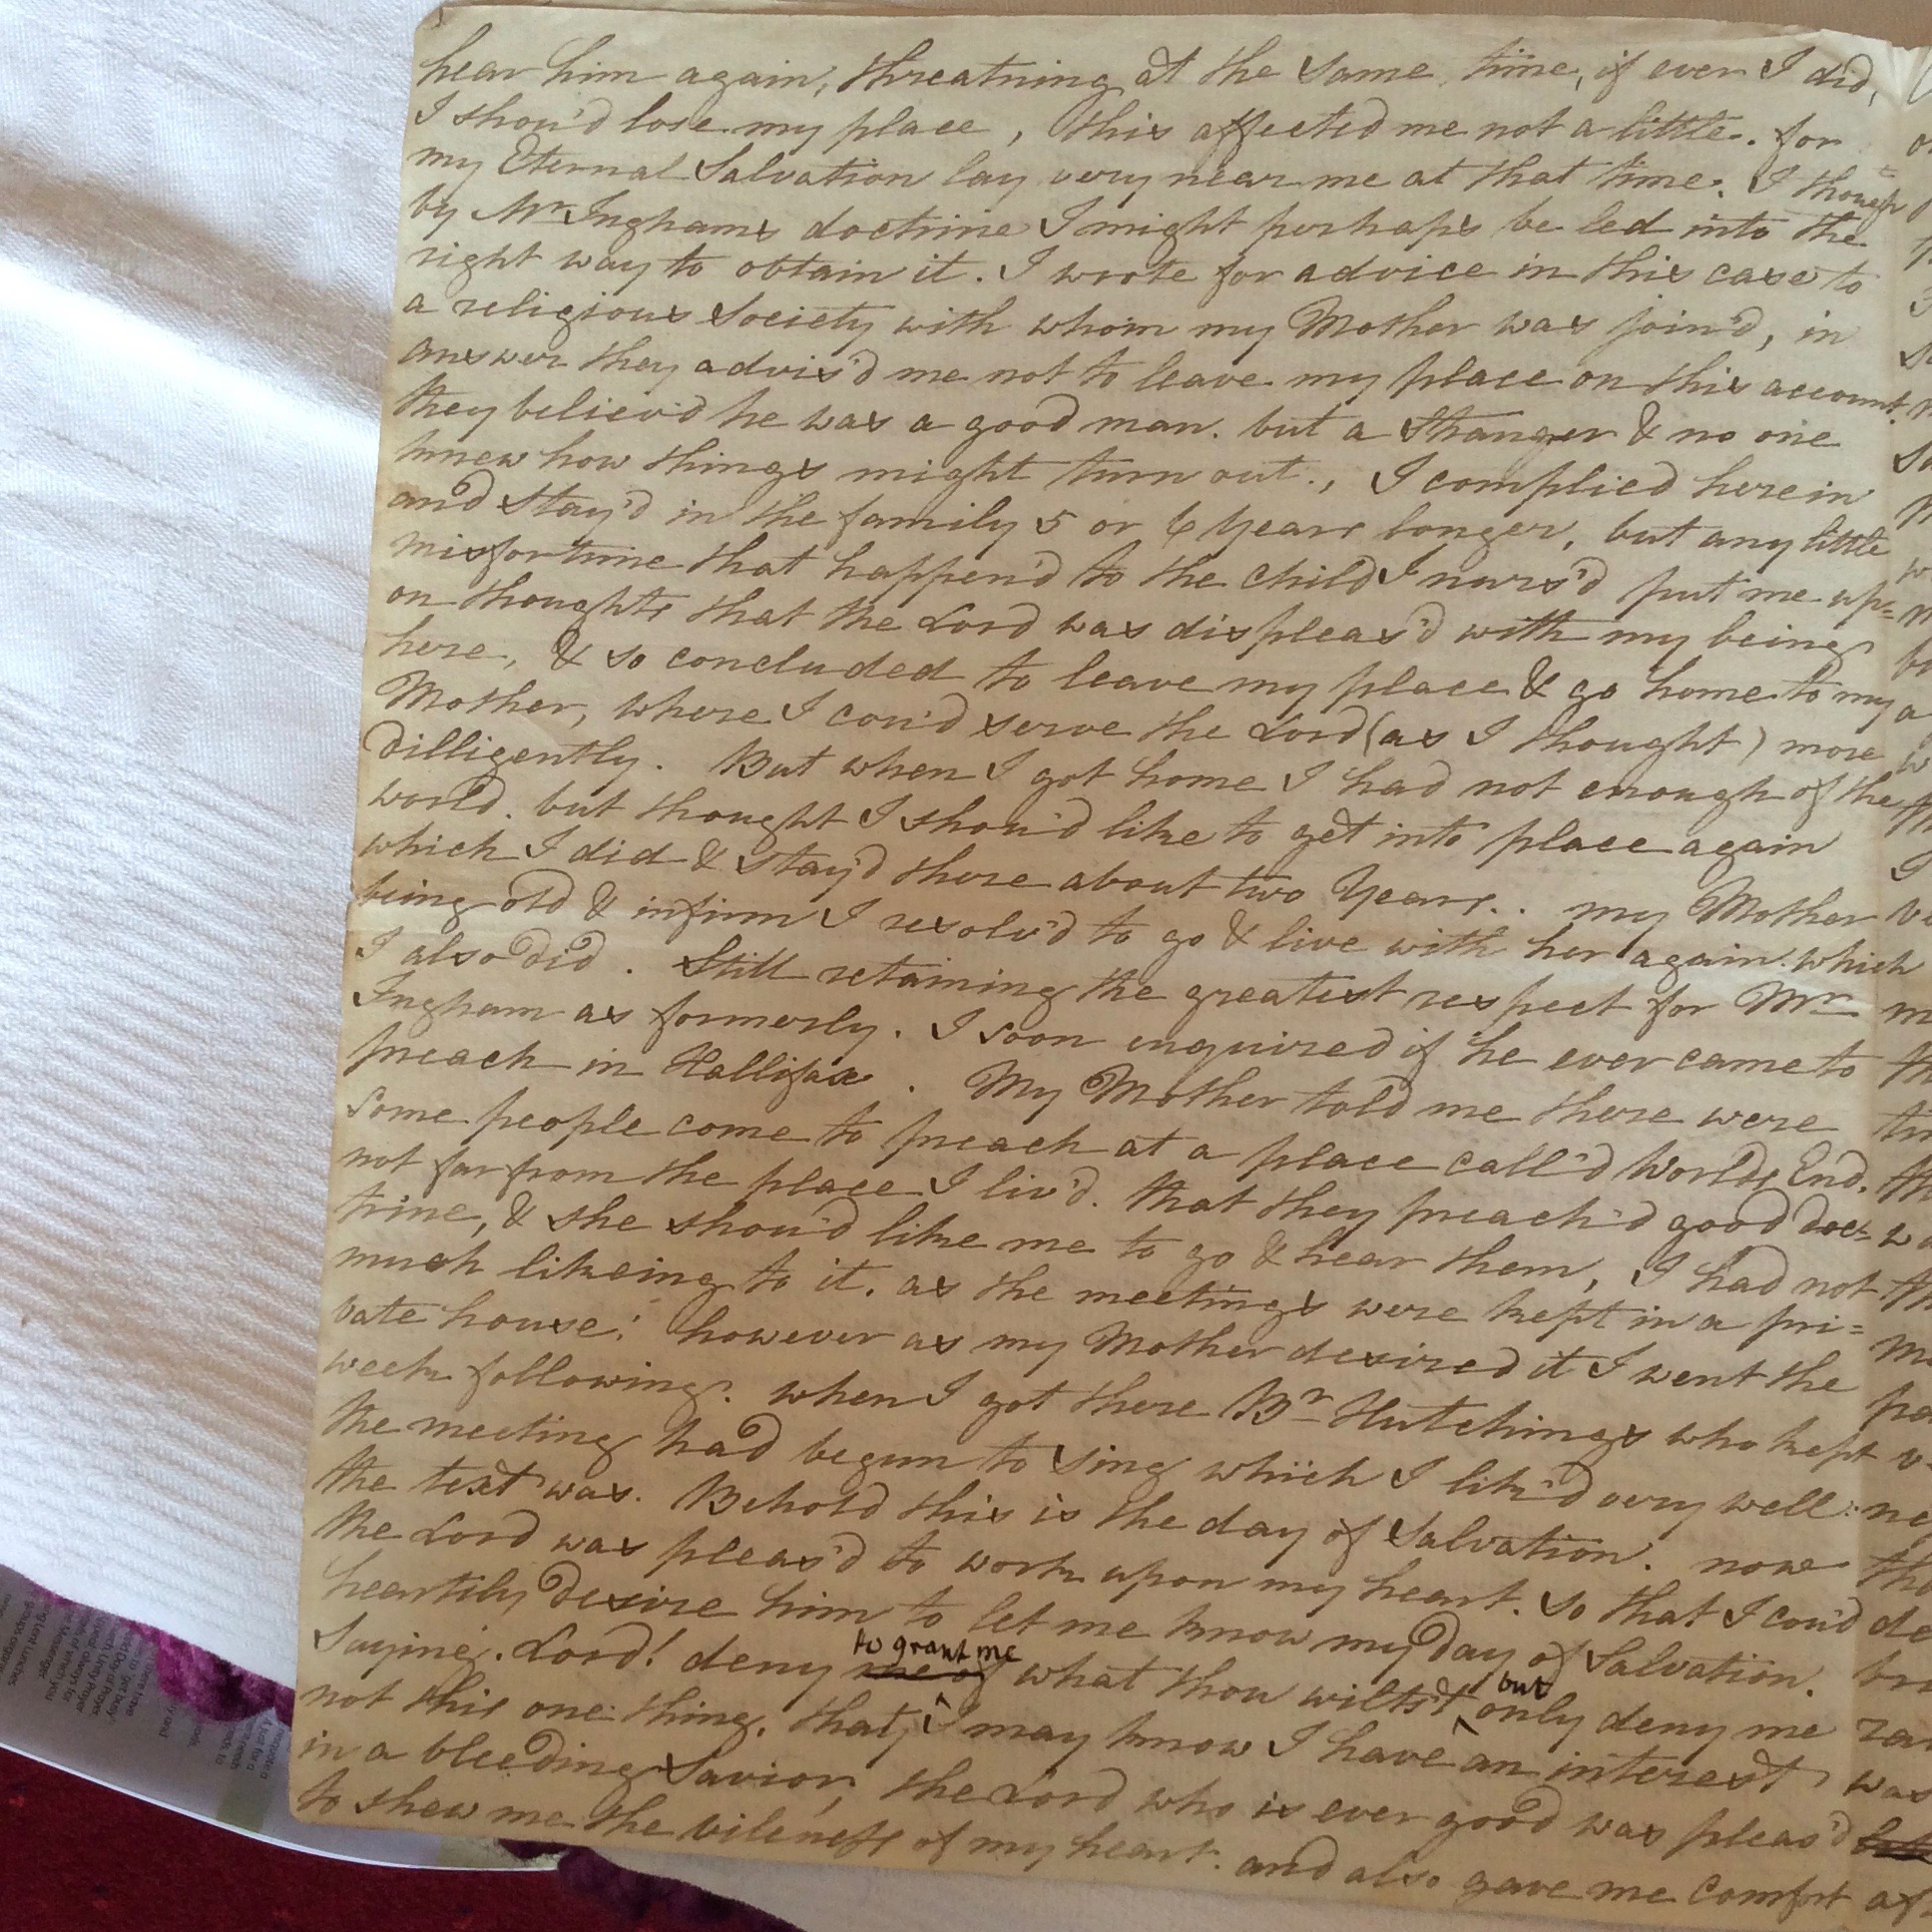 hear him again, threatning at the same time, if ever I did,
I shou'd lose my place, this affected me not a little. for
my Eternal Salvation lay very near me at that time. I though
by Mr Inghams doctrine I might perhaps be led into the
right way to obtain it. I wrote for advice in this case to
a religious Society with whom my Mother was join'd, in
answer they advis'd me not to leave my place on this account.
they believ'd he was a good man. but a Stranger & no one
knew how things might turn out., I complied herein
and stay'd in the family 5 or 6 Years longer, but any little
misfortune that happen'd to the Child I nurs'd put me up=
on thoughts that the Lord was displeas'd with my being
here, & so concluded to leave my place & go home to my
Mother, where I cou'd serve the Lord (as I thought) more
dilligently. But when I got home I had not enough of the
world. but thought I shou'd like to get into place again
which I did & stay'd there about two Years.. my Mother
being old & infirm I resolv'd to go & live with her again. which
I also did. Still retaining the greatest respect for Mr
Ingham as formerly. I soon enquired if he ever came to
preach in Hallifax. My Mother told me there were
some people come to preach at a place call'd Worlds End.
not far from the place I liv'd. that they preach'd good doc=
trine, & she shou'd like me to go & hear them, I had not
much likeing to it. as the meetings were kept in a pri=
vate house: however as my Mother desired it I went the
week following. when I got there Br Hutchings who kept
the meeting had begun to sing which I lik'd very well:
the text was. Behold this is the day of Salvation. now
the Lord was pleas'd to work upon my heart. so that I cou'd
heartily desire him to let me know my day of Salvation.
Saying. Lord! deny me of to grant me what thou wilt but only deny me
not this one thing. that I may know I have an interest
in a bleeding Savior, the Lord who is ever good was pleas'd
to shew me the vileness of my heart. and also gave me comfort